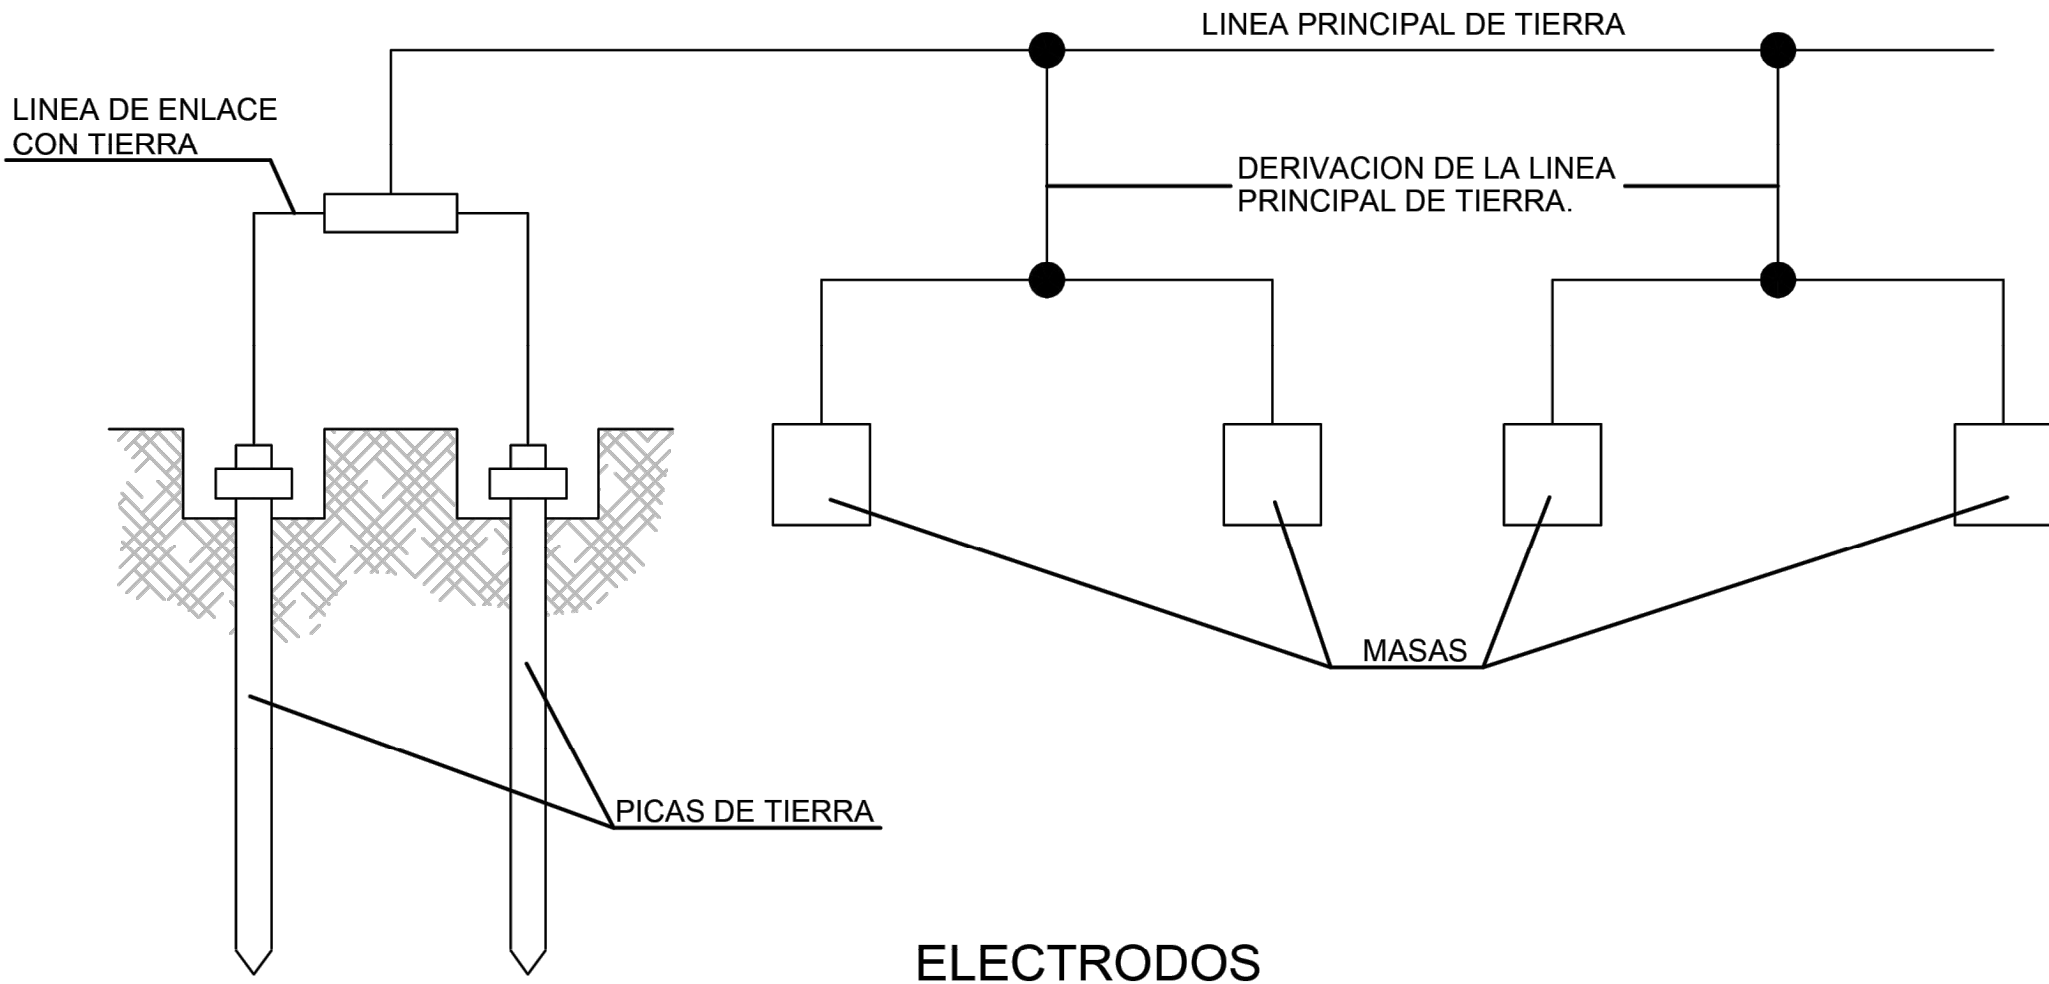 LINEA PRINCIPAL DE TIERRA
LINEA DE ENLACE
CON TIERRA
DERIVACION DE LA LINEA
PRINCIPAL DE TIERRA.
MASAS
PICAS DE TIERRA
ELECTRODOS